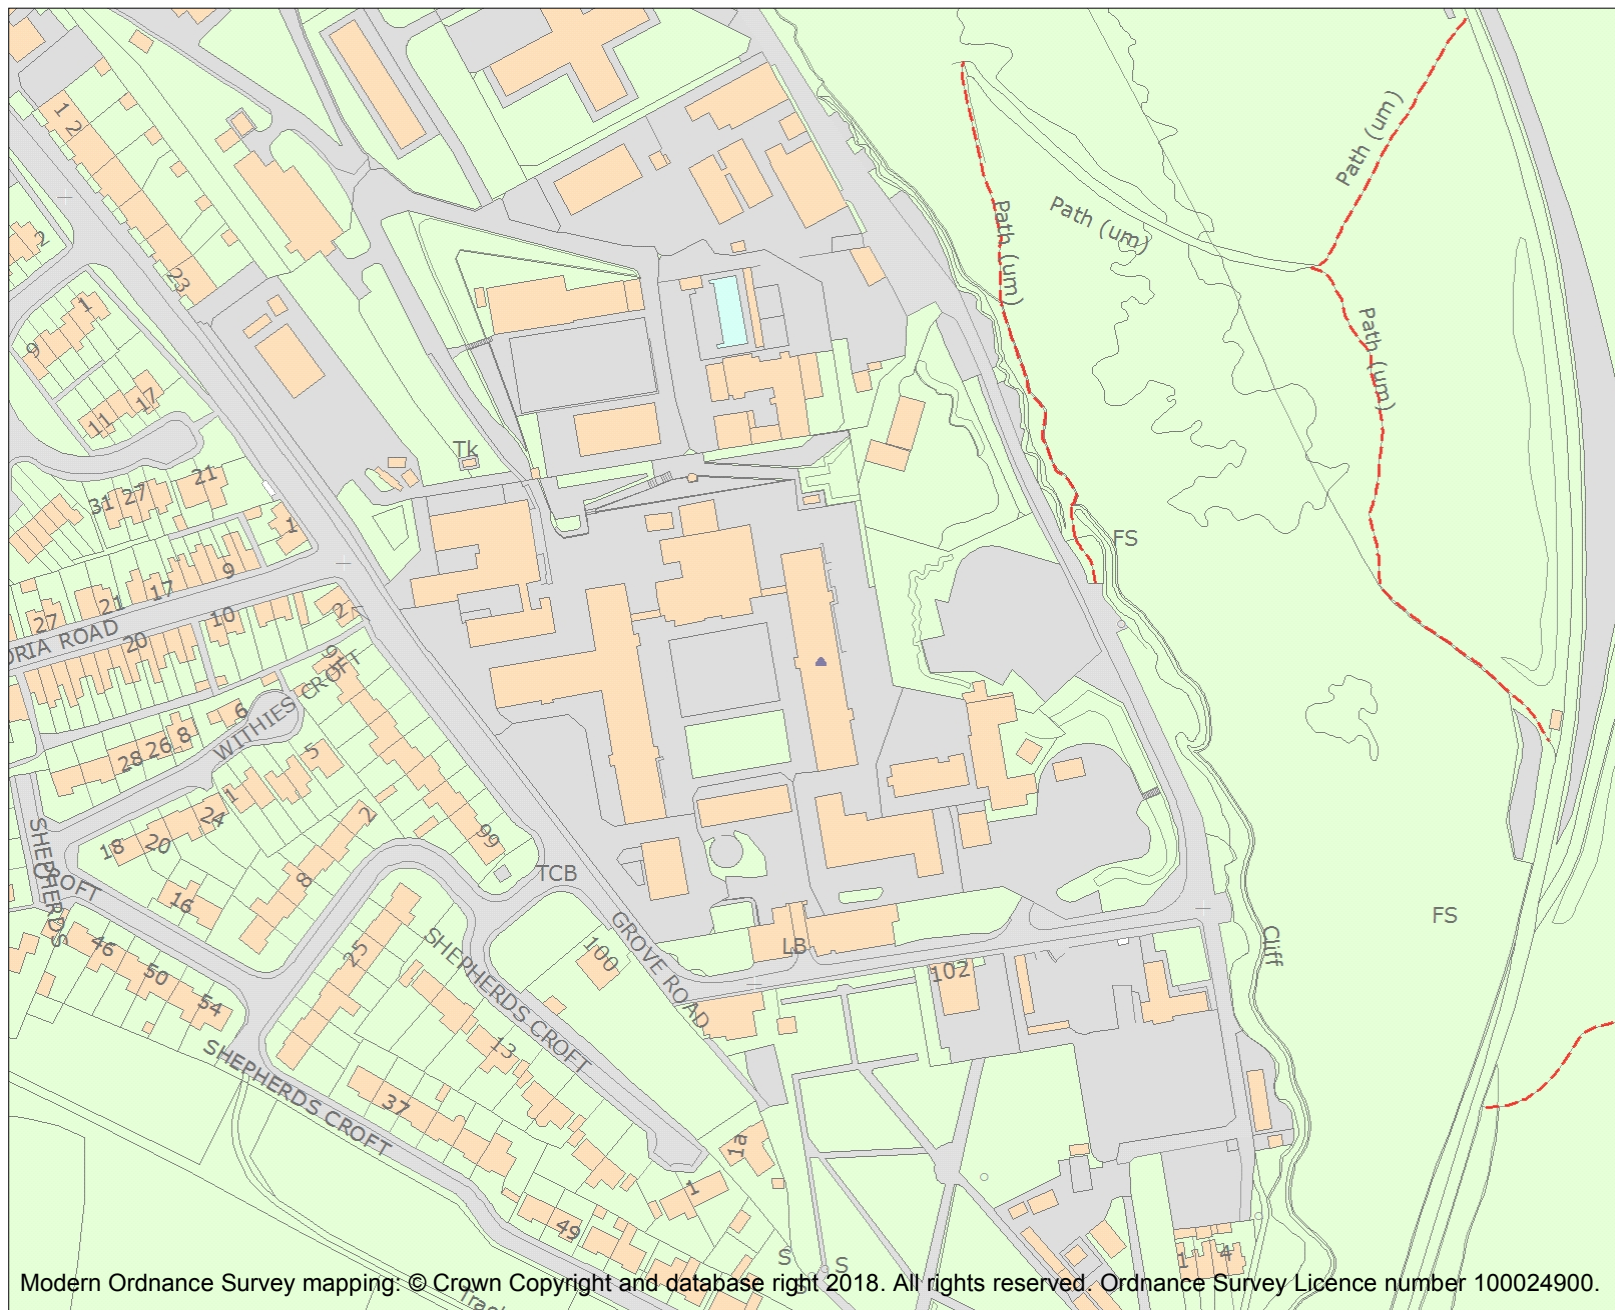 1 2
2
23
1
9
17
11
Path (um)
Path (um)
Path (um)
Path (um)
Tk
31 27
21
1
FS
9
17
21
27
10
2
20
ORIA ROAD
9
WITHIES CROFT
6
8
28 26
5
1
24
2
18
20
99
8
16
SHEPHERDS
CROFT
TCB
46
50
54
25
SHEPHERDS CROFT
100
GROVE ROAD
LB
102
FS
Cliff
13
SHEPHERDS CROFT
37
1a
1
49
S
S
S
1
4
Track
Modern Ordnance Survey mapping: © Crown Copyright and database right 2018. All rights reserved. Ordnance Survey Licence number 100024900.